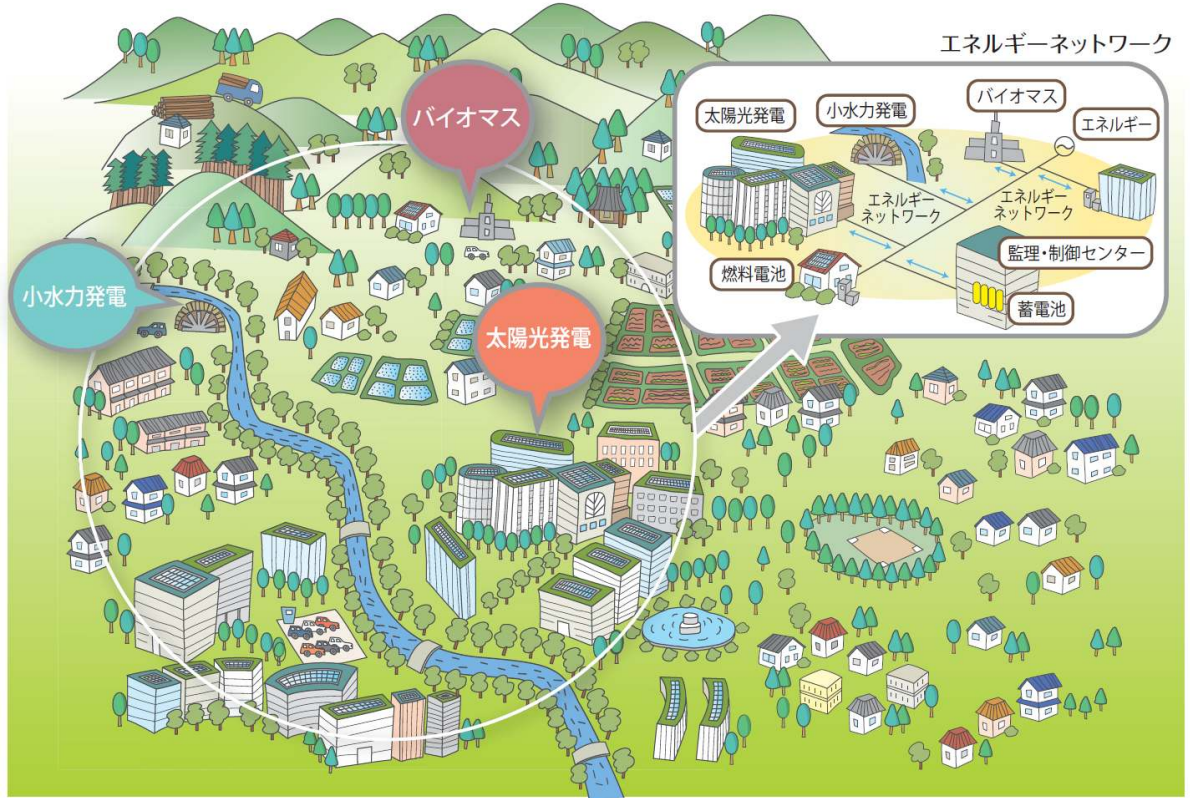 エネルギーネットワーク
バイオマス
小水力発電
太陽光発電
太陽光発電
小水力発電
バイオマス
エネルギー
エネルギー
ネットワーク
エネルギー
ネットワーク
燃料電池
監理・制御センター
蓄電池